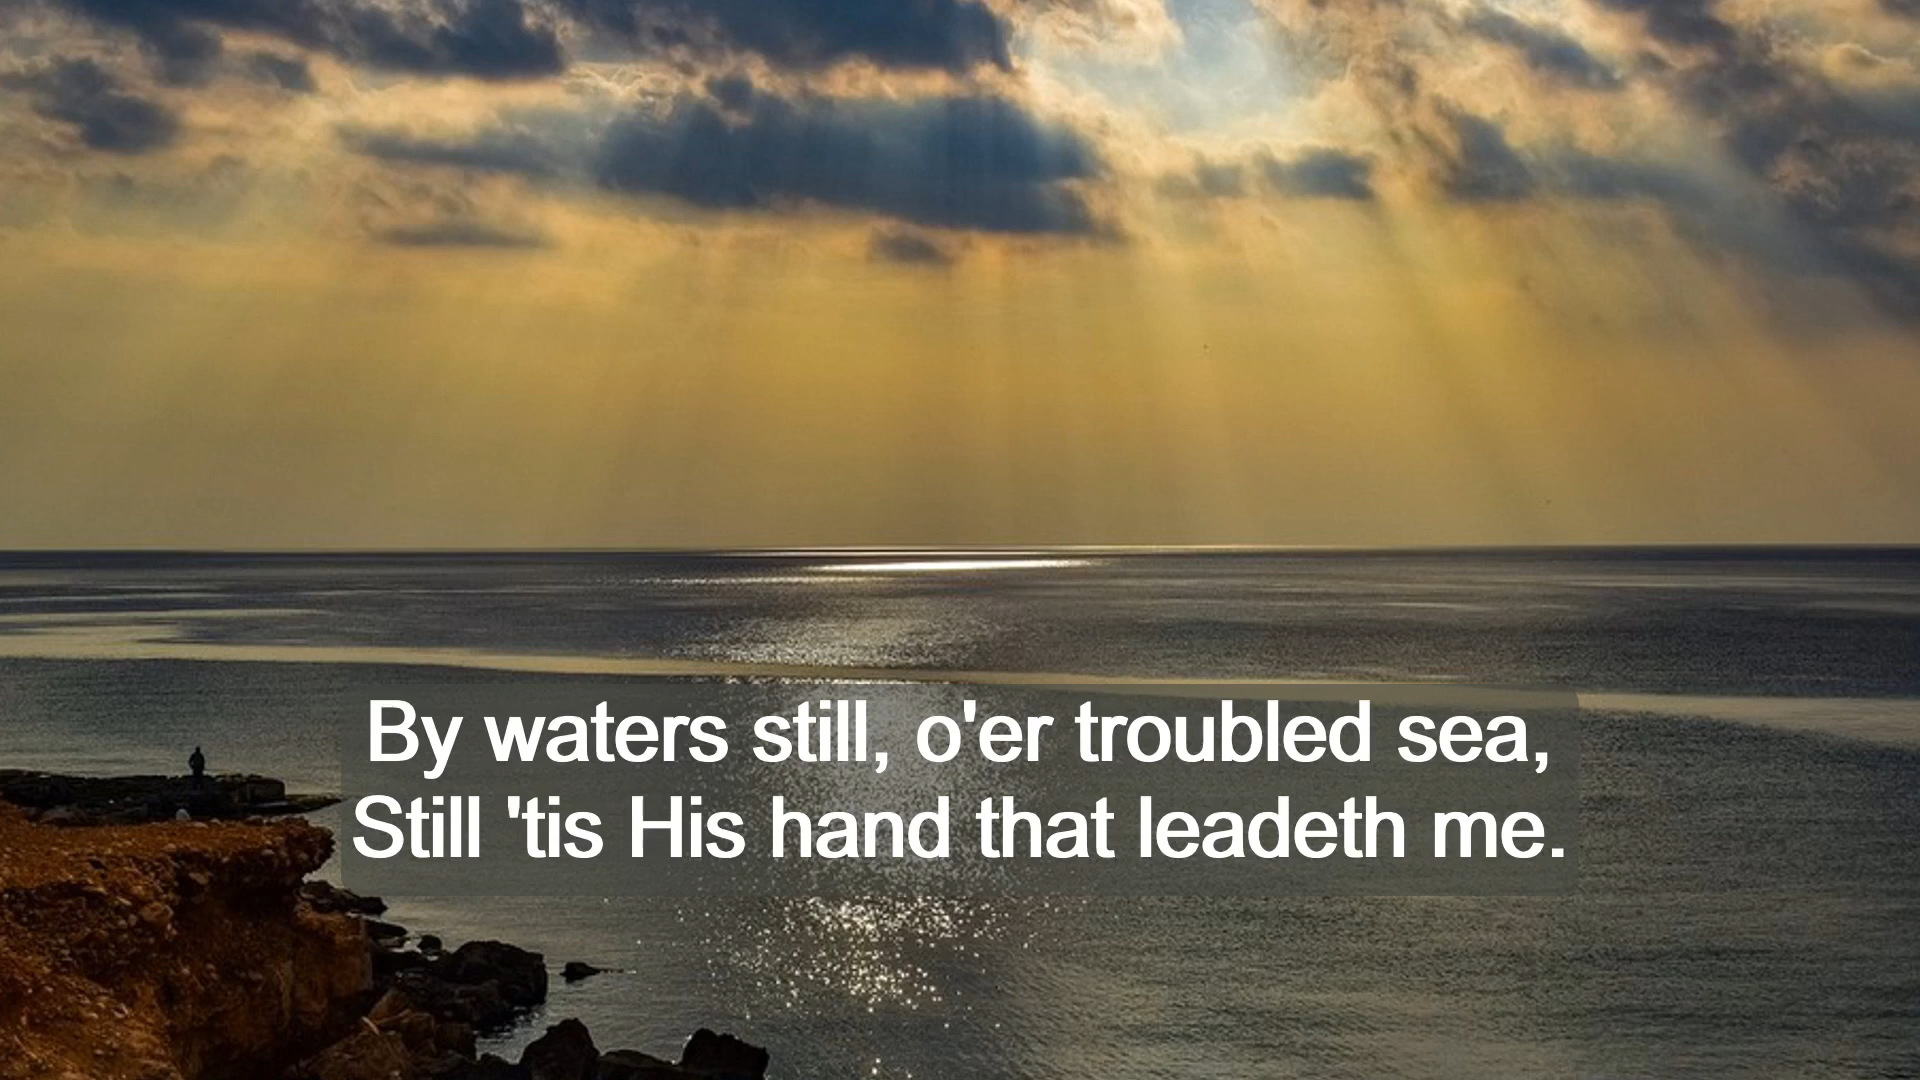 By waters still, o'er troubled sea,
Still 'tis His hand that leadeth me.